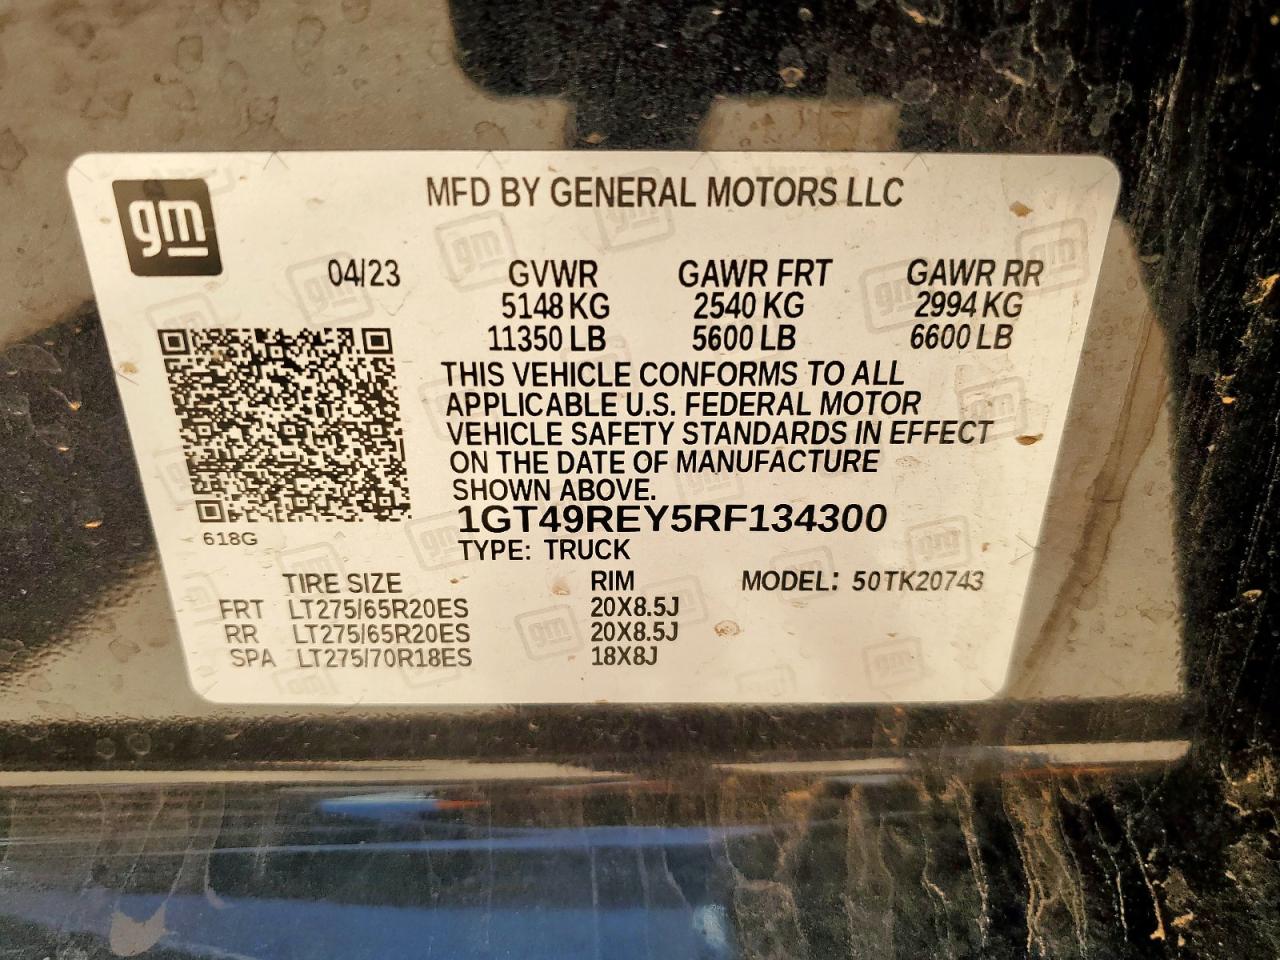 gm
MFD BY GENERAL MOTORS LLC
04/23 GVWR GAWR FRT GAWR RR
5148 KG 2540 KG 2994 KG
11350 LB 5600 LB 6600 LB
THIS VEHICLE CONFORMS TO ALL
APPLICABLE U.S. FEDERAL MOTOR
VEHICLE SAFETY STANDARDS IN EFFECT
ON THE DATE OF MANUFACTURE
SHOWN ABOVE.
1GT49REY5RF134300
618G
TYPE: TRUCK
TIRE SIZE RIM MODEL: 50TK20743
FRT LT275/65R20ES 20X8.5J
RR LT275/65R20ES 20X8.5J
SPA LT275/70R18ES 18X8J